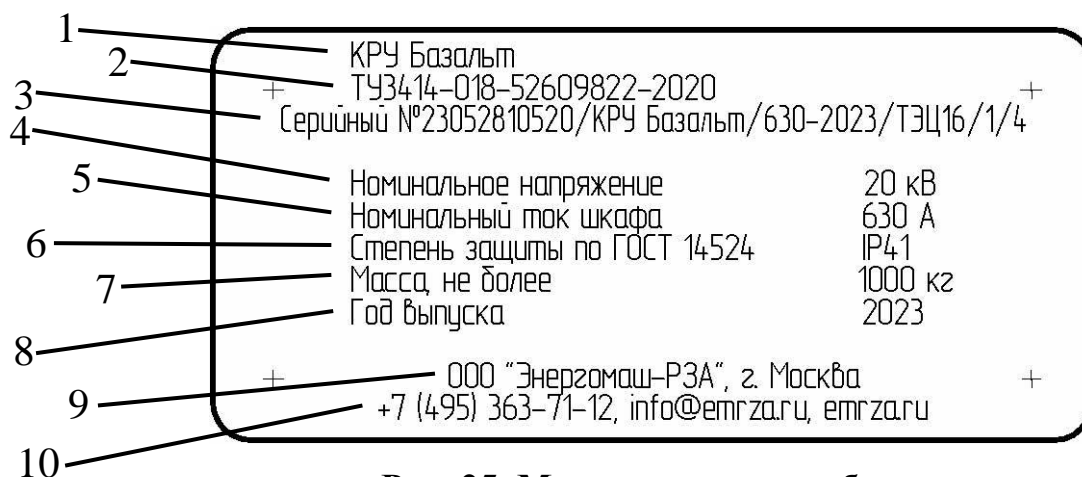 1 КРУ Базальт
2 ТУ3414-018-52609822-2020
3 Серийный №23052810520/КРУ Базальт/630-2023/ТЭЦ16/1/4
4 Номинальное напряжение 20 кВ
5 Номинальный ток шкафа 630 А
6 Степень защиты по ГОСТ 14524 IP41
7 Масса, не более 1000 кг
8 Год выпуска 2023
9 ООО "Энергомаш-РЗА", г. Москва
10 +7 (495) 363-71-12, info@emrza.ru, emrza.ru